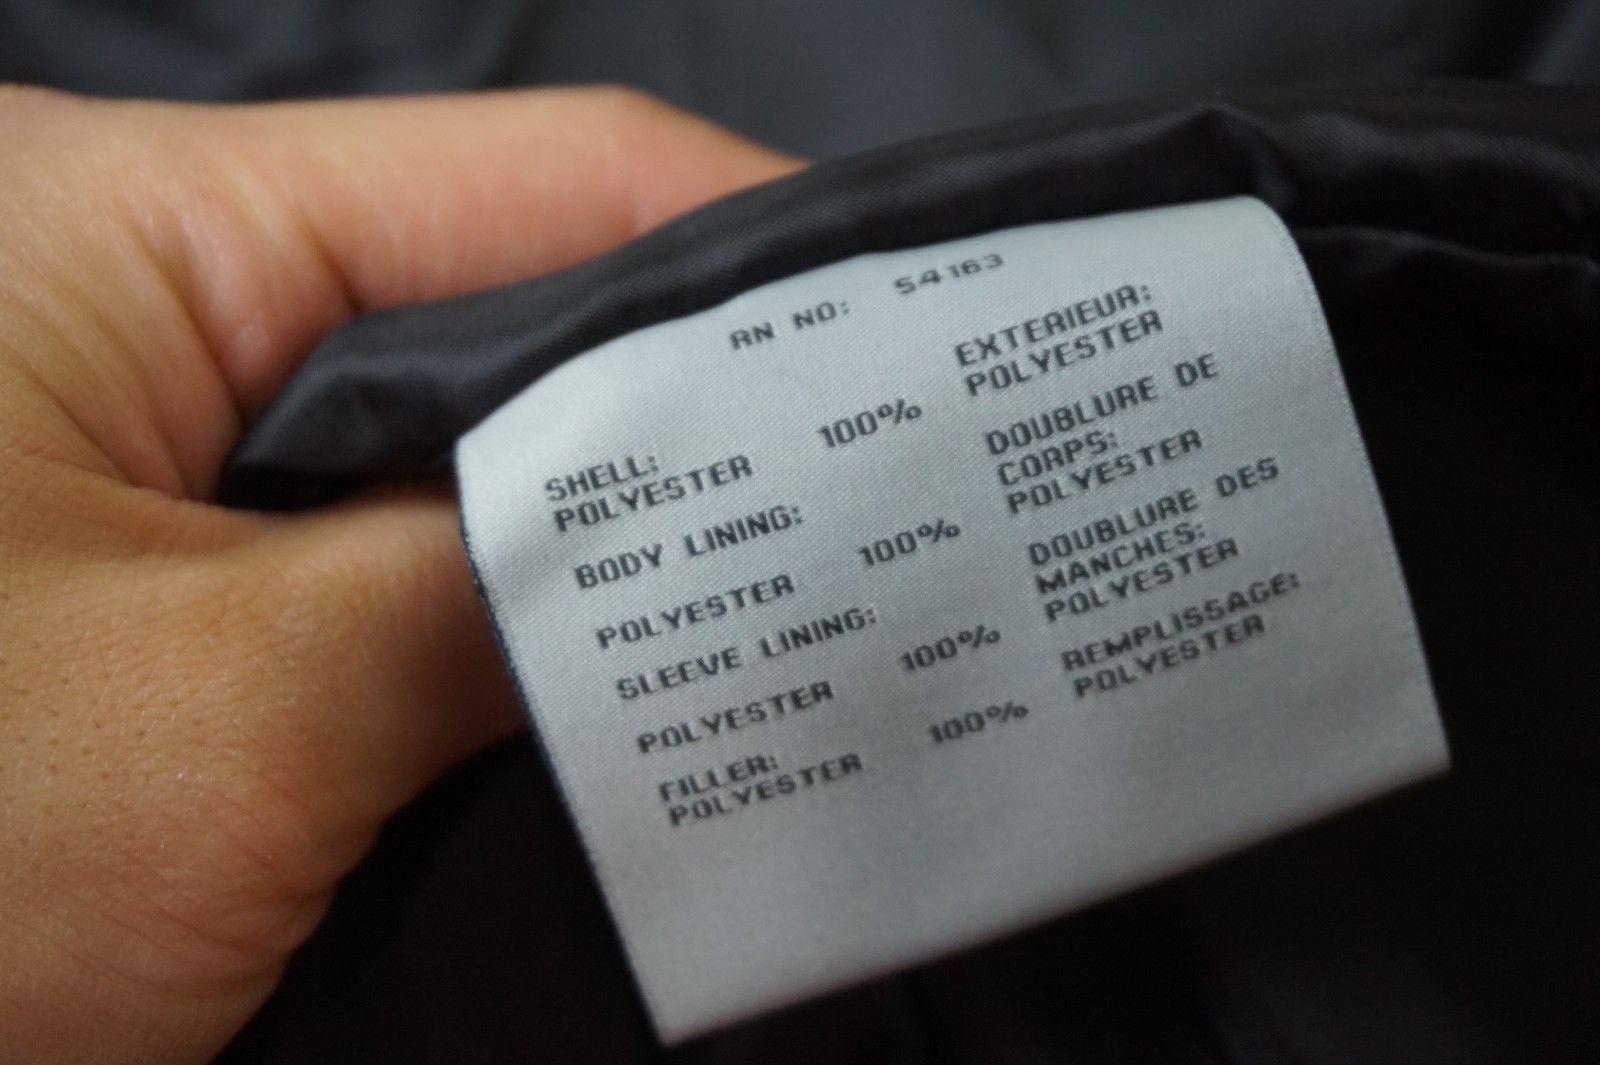 RN NO: 54163
SHELL:
POLYESTER 100%
BODY LINING:
POLYESTER 100%
SLEEVE LINING:
POLYESTER 100%
FILLER:
POLYESTER 100%
EXTERIEUR:
POLYESTER
DOUBLURE DE
CORPS:
POLYESTER
DOUBLURE DES
MANCHES:
POLYESTER
REMPLISSAGE:
POLYESTER